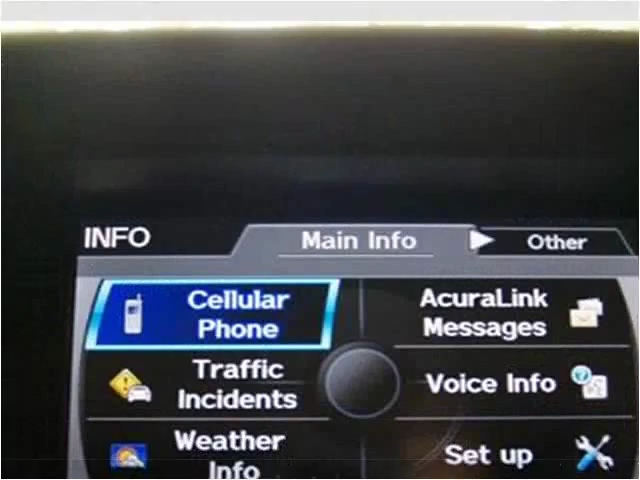 INFO
Main Info
Other
Cellular
Phone
AcuraLink
Messages
Traffic
Incidents
Voice Info
Weather
Info
Set up